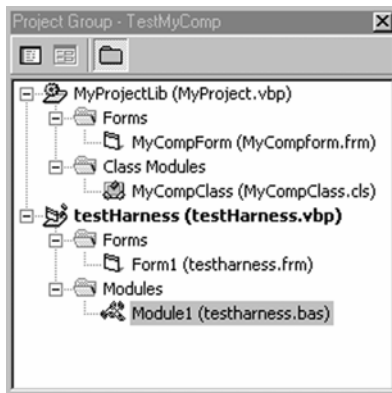 Project Group - TestMyComp
MyProjectLib (MyProject.vbp)
Forms
MyCompForm (MyCompform.frm)
Class Modules
MyCompClass (MyCompClass.cls)
testHarness (testHarness.vbp)
Forms
Form1 (testharness.frm)
Modules
Module1 (testharness.bas)